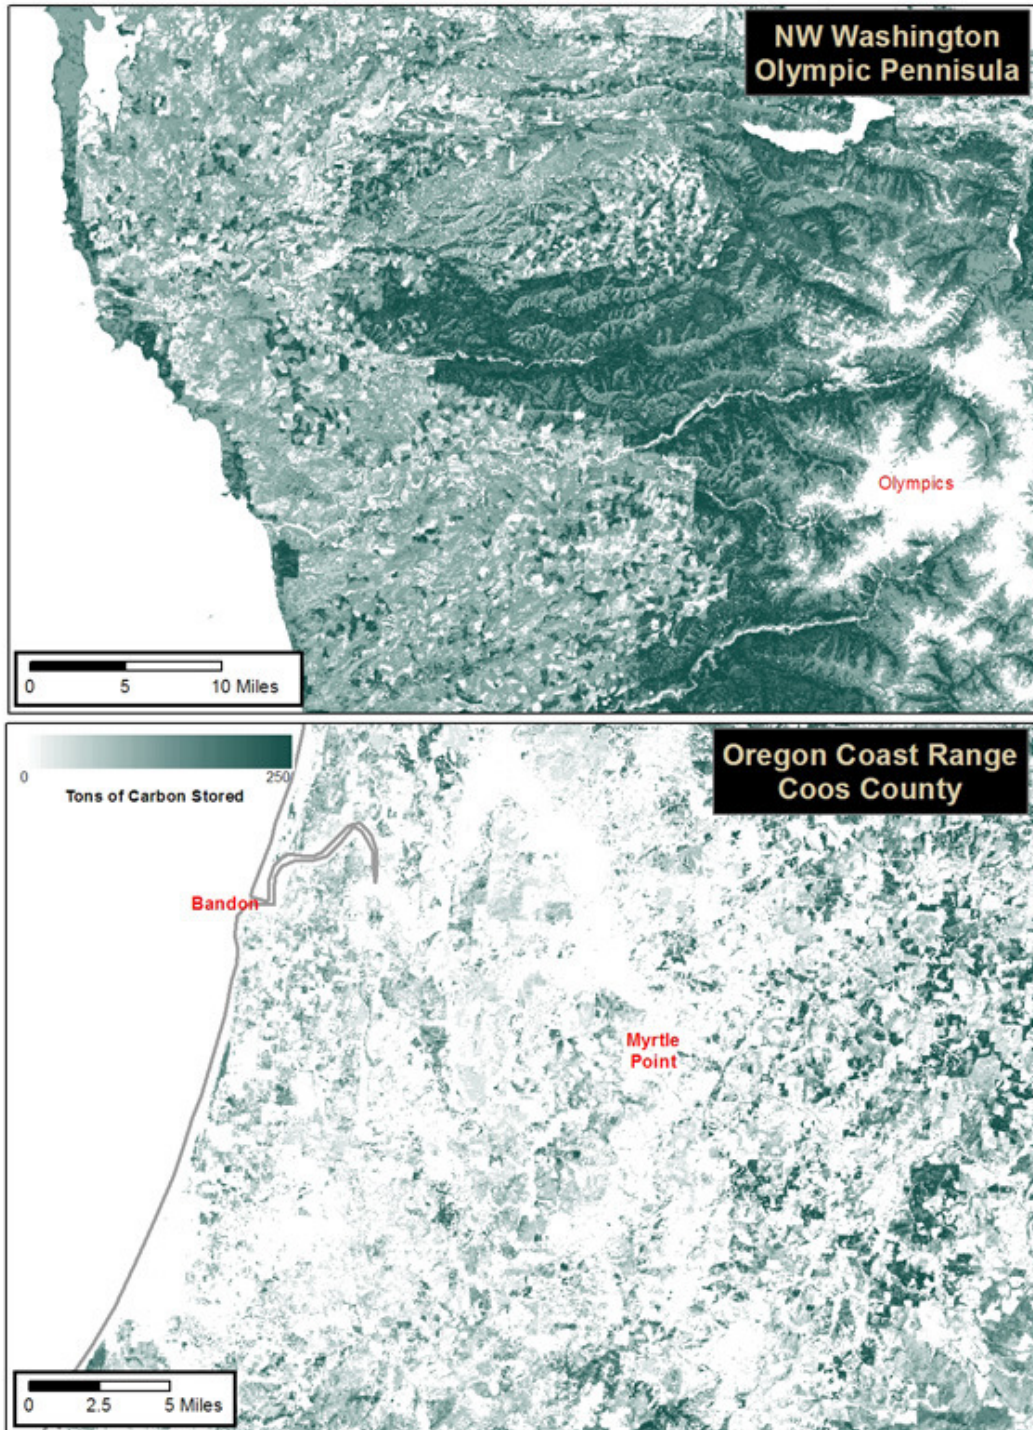 NW Washington
Olympic Pennisula
Olympics
0 5 10 Miles
0 250
Tons of Carbon Stored
Oregon Coast Range
Coos County
Bandon
Myrtle
Point
0 2.5 5 Miles